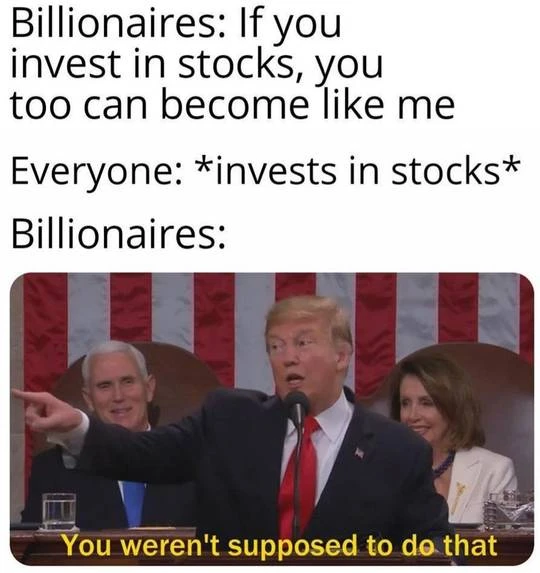 Billionaires: If you
invest in stocks, you
too can become like me
Everyone: *invests in stocks*
Billionaires:
You weren't supposed to do that